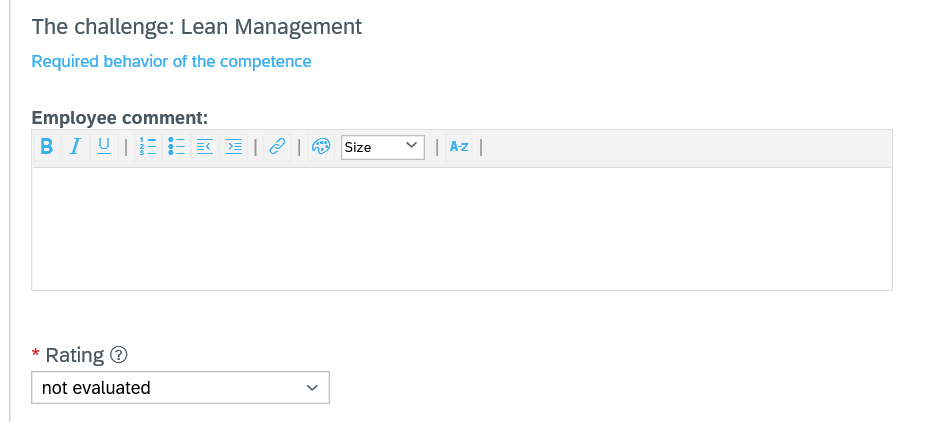 The challenge: Lean Management
Required behavior of the competence
Employee comment:
B I U | | | Size | A-Z |
* Rating ?
not evaluated